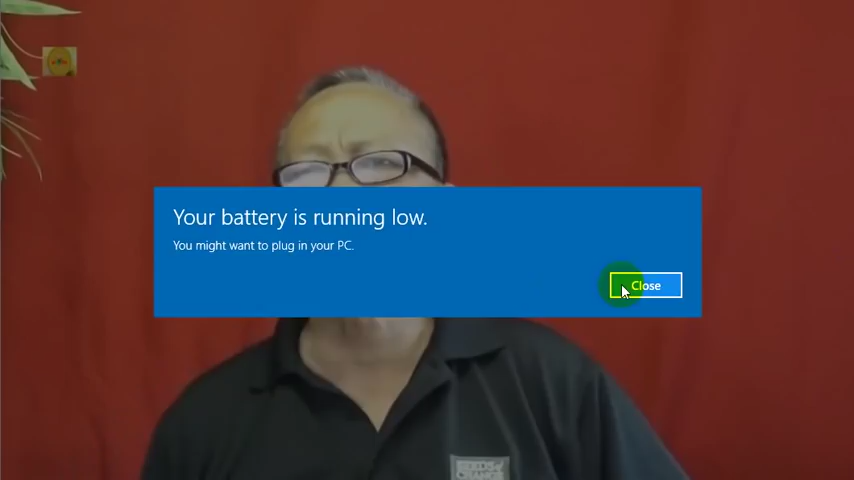 Your battery is running low.
You might want to plug in your PC.
Close